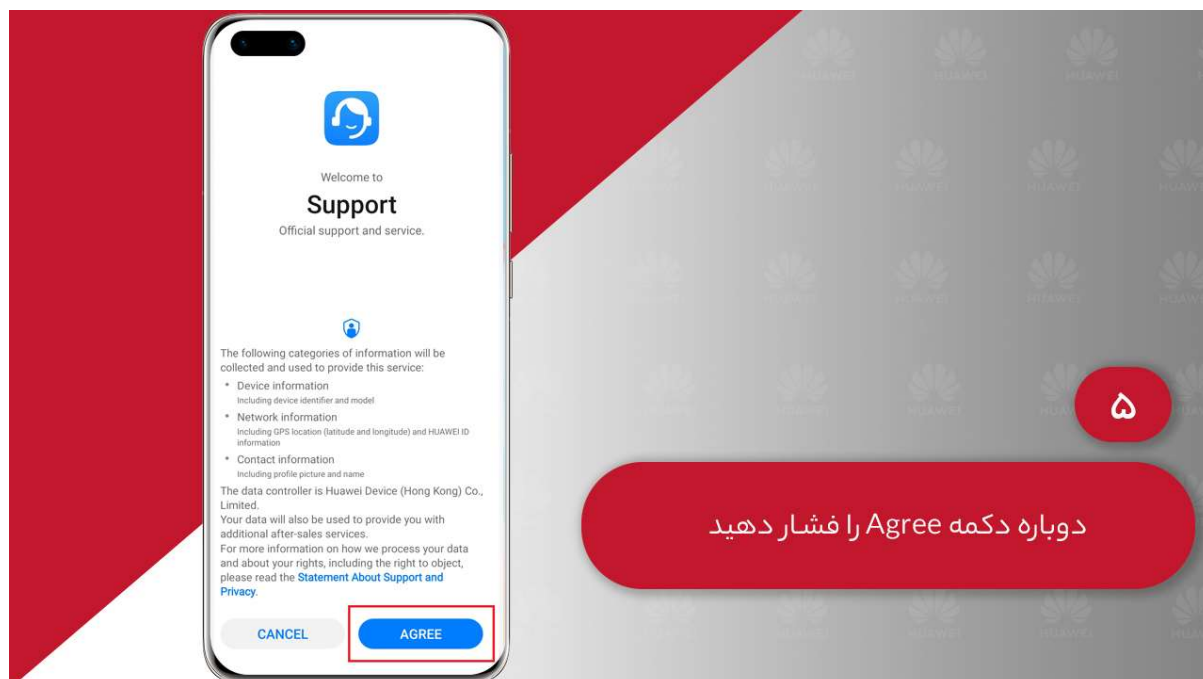 Welcome to
Support
Official support and service.
The following categories of information will be
collected and used to provide this service:
• Device information
Including device identifier and model
• Network information
Including GPS location (latitude and longitude) and HUAWEI ID
information
• Contact information
Including profile picture and name
The data controller is Huawei Device (Hong Kong) Co.,
Limited.
Your data will also be used to provide you with
additional after-sales services.
For more information on how we process your data
and about your rights, including the right to object,
please read the Statement About Support and
Privacy.
CANCEL
AGREE
۵
دوباره دکمه Agree را فشار دهید
HUAWEI